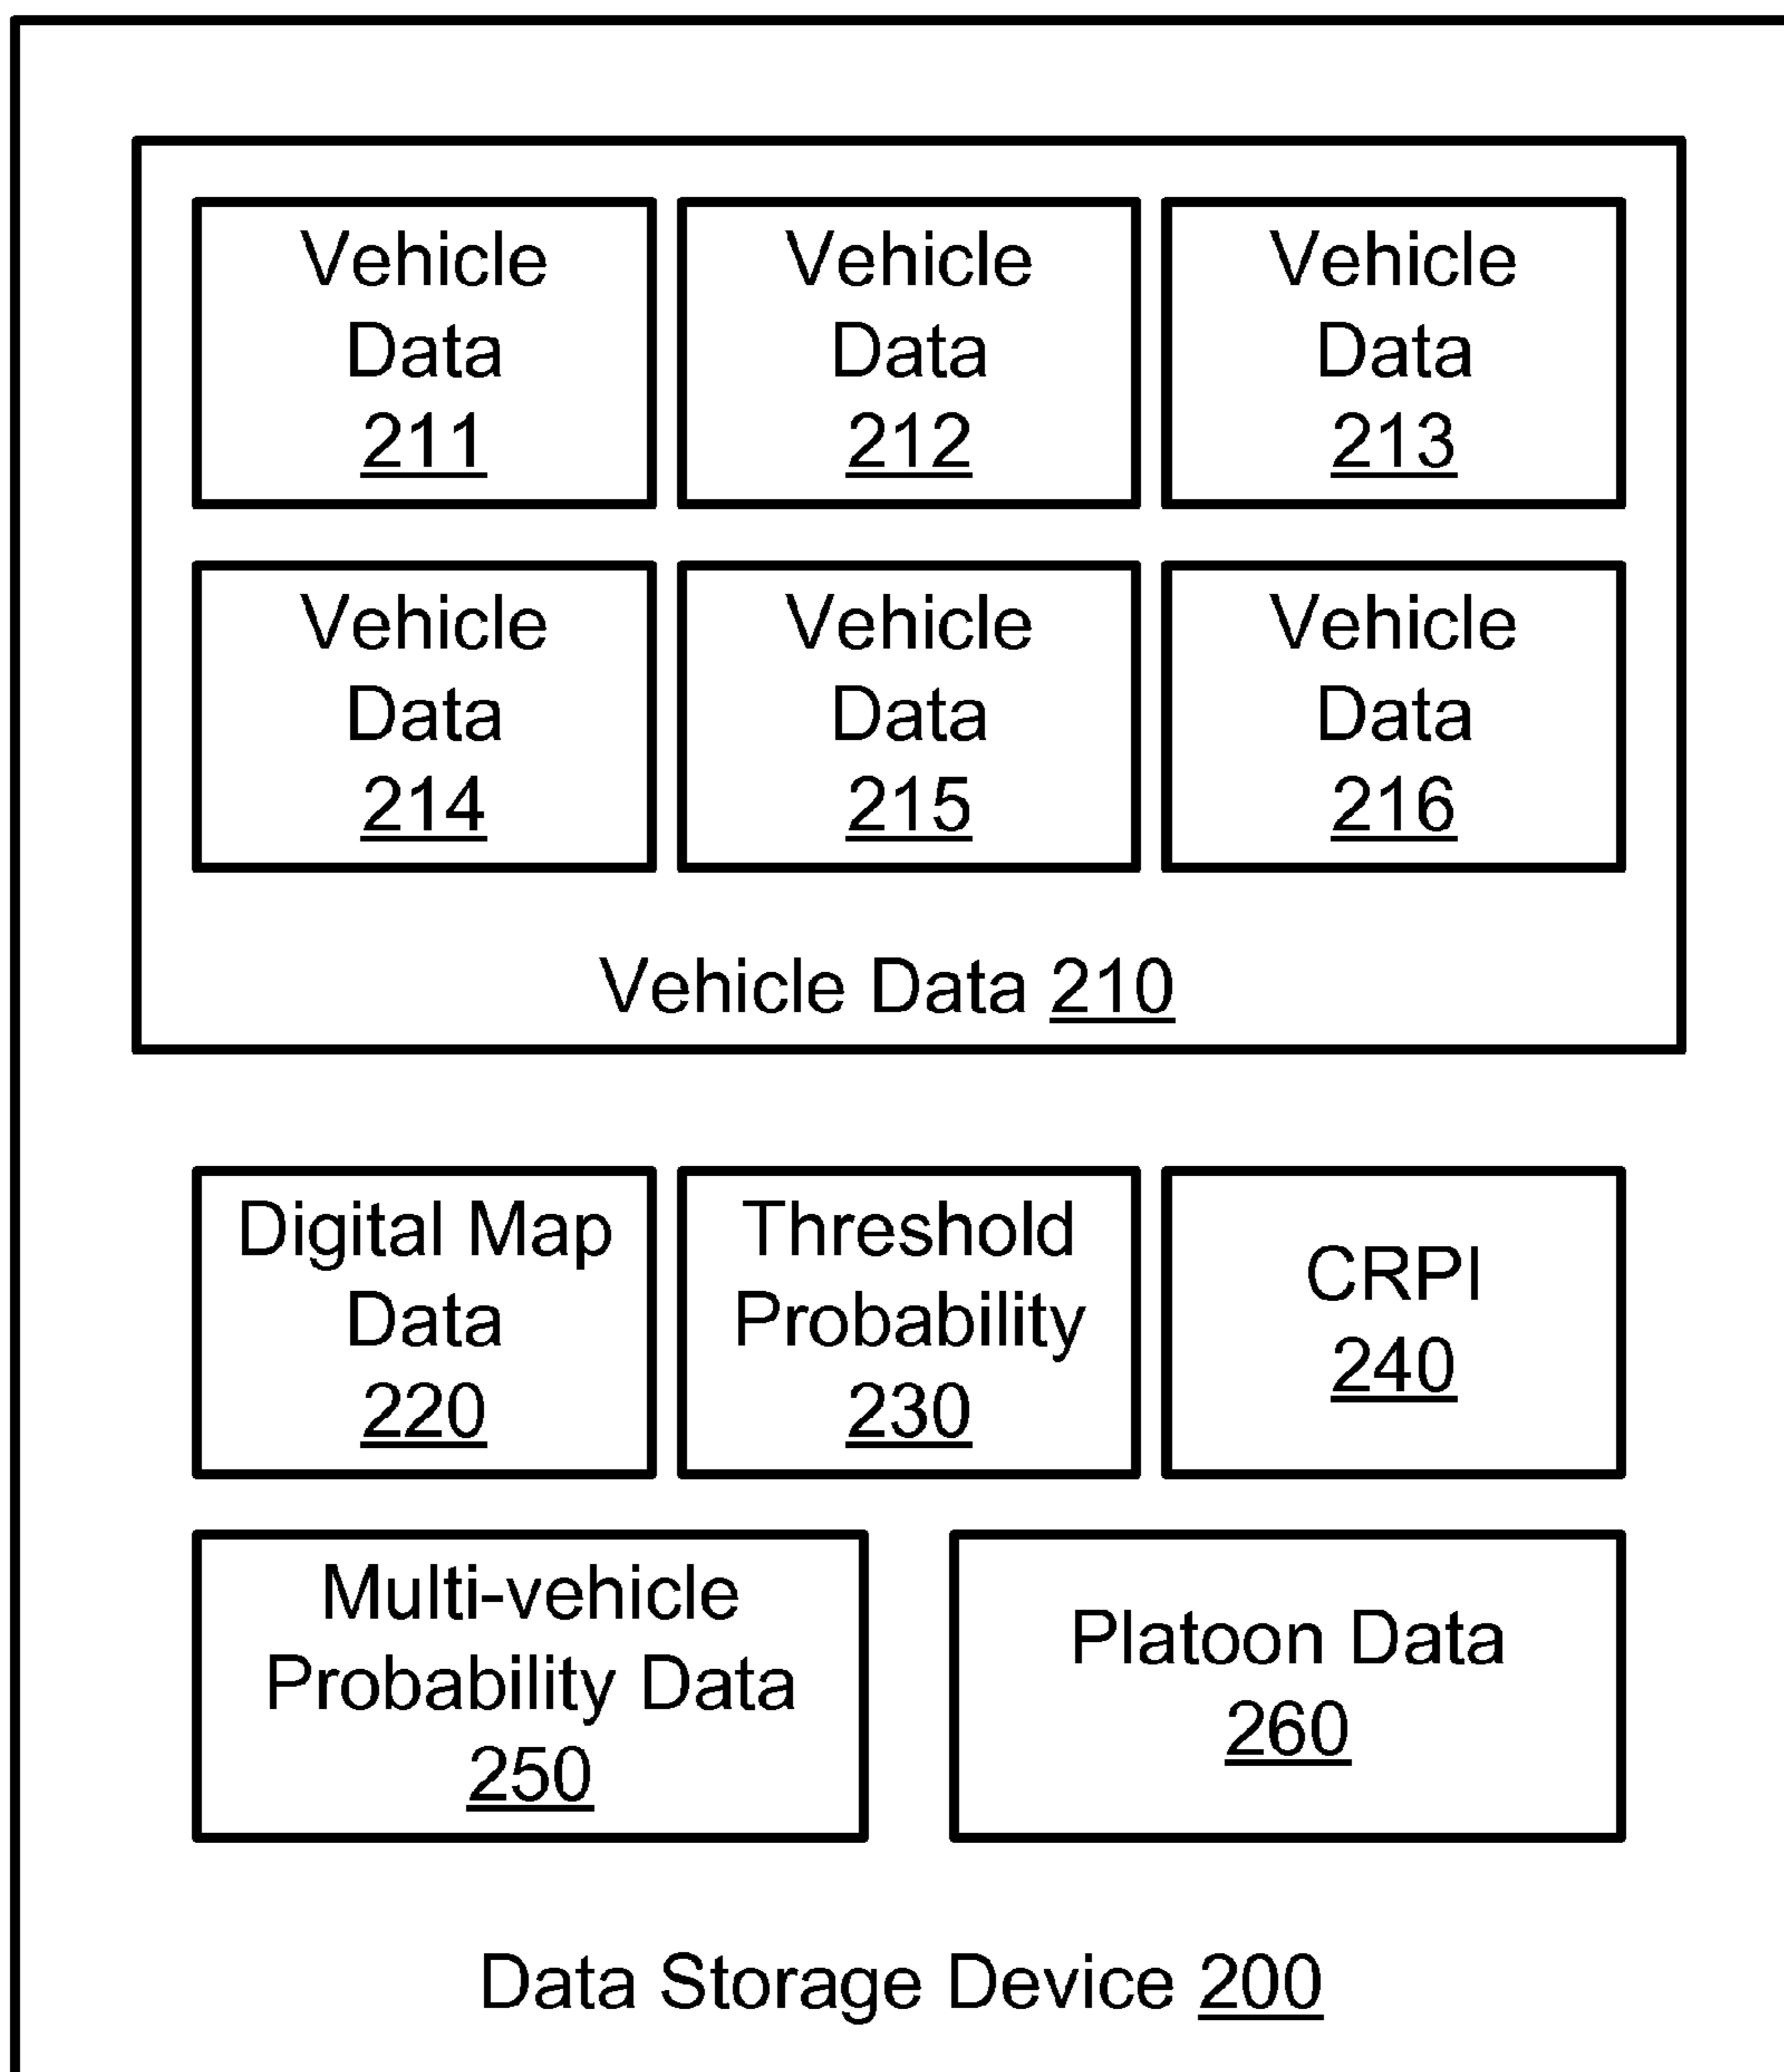 Vehicle
Data
211
Vehicle
Data
212
Vehicle
Data
213
Vehicle
Data
214
Vehicle
Data
215
Vehicle
Data
216
Vehicle Data 210
Digital Map
Data
220
Threshold
Probability
230
CRPI
240
Multi-vehicle
Probability Data
250
Platoon Data
260
Data Storage Device 200